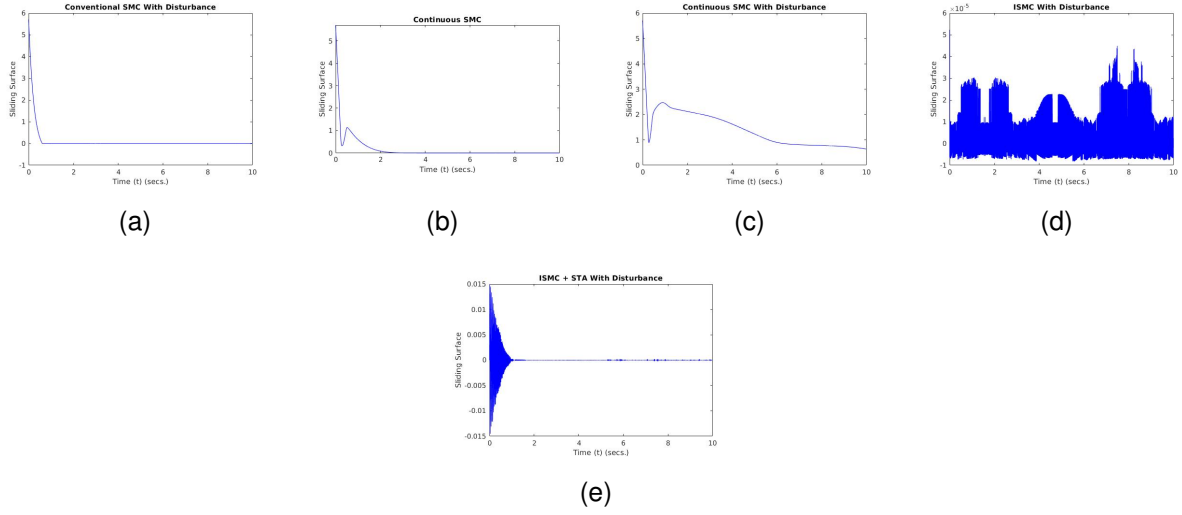 Conventional SMC With Disturbance
6
5
4
3
2
1
0
-1
Sliding Surface
0 2 4 6 8 10
Time (t) (secs.)
(a)
Continuous SMC
5
4
3
2
1
0
Sliding Surface
0 2 4 6 8 10
Time (t) (secs.)
(b)
Continuous SMC With Disturbance
6
5
4
3
2
1
0
Sliding Surface
0 2 4 6 8 10
Time (t) (secs.)
(c)
×10⁻⁵
ISMC With Disturbance
6
5
4
3
2
1
0
-1
Sliding Surface
0 2 4 6 8 10
Time (t) (secs.)
(d)
ISMC + STA With Disturbance
0.015
0.01
0.005
0
-0.005
-0.01
-0.015
Sliding Surface
0 2 4 6 8 10
Time (t) (secs.)
(e)